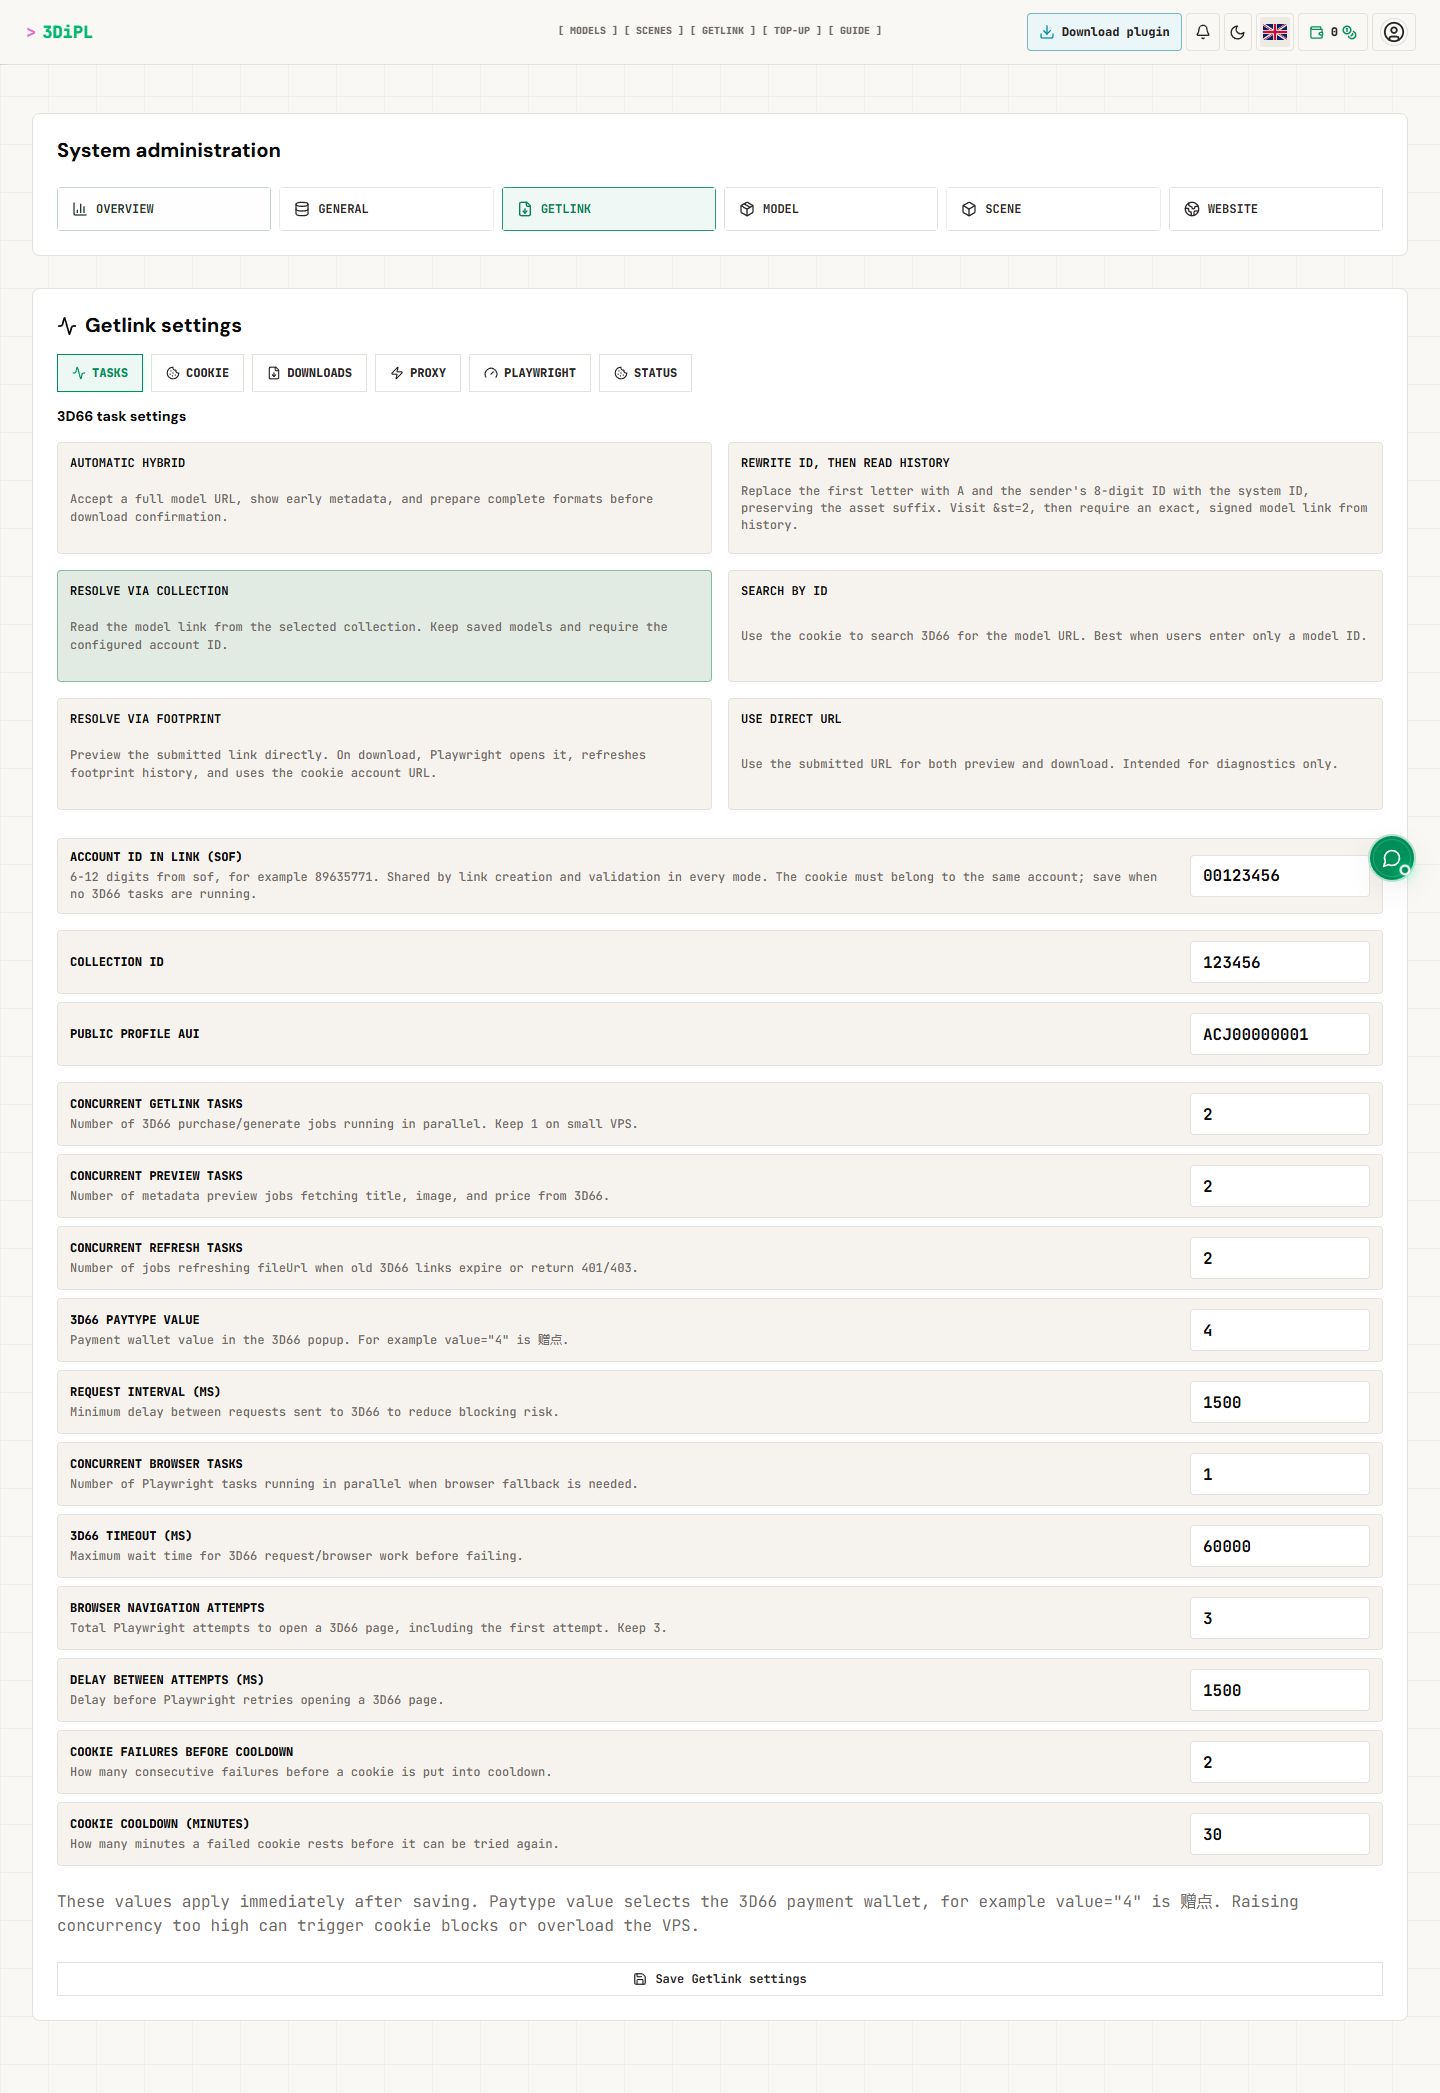 > 3DiPL
[ MODELS ] [ SCENES ] [ GETLINK ] [ TOP-UP ] [ GUIDE ]
Download plugin
0
System administration
OVERVIEW
GENERAL
GETLINK
MODEL
SCENE
WEBSITE
Getlink settings
TASKS
COOKIE
DOWNLOADS
PROXY
PLAYWRIGHT
STATUS
3D66 task settings
AUTOMATIC HYBRID
Accept a full model URL, show early metadata, and prepare complete formats before
download confirmation.
REWRITE ID, THEN READ HISTORY
Replace the first letter with A and the sender's 8-digit ID with the system ID,
preserving the asset suffix. Visit &st=2, then require an exact, signed model link from
history.
RESOLVE VIA COLLECTION
Read the model link from the selected collection. Keep saved models and require the
configured account ID.
SEARCH BY ID
Use the cookie to search 3D66 for the model URL. Best when users enter only a model ID.
RESOLVE VIA FOOTPRINT
Preview the submitted link directly. On download, Playwright opens it, refreshes
footprint history, and uses the cookie account URL.
USE DIRECT URL
Use the submitted URL for both preview and download. Intended for diagnostics only.
ACCOUNT ID IN LINK (SOF)
6-12 digits from sof, for example 89635771. Shared by link creation and validation in every mode. The cookie must belong to the same account; save when
no 3D66 tasks are running.
00123456
COLLECTION ID
123456
PUBLIC PROFILE AUI
ACJ00000001
CONCURRENT GETLINK TASKS
Number of 3D66 purchase/generate jobs running in parallel. Keep 1 on small VPS.
2
CONCURRENT PREVIEW TASKS
Number of metadata preview jobs fetching title, image, and price from 3D66.
2
CONCURRENT REFRESH TASKS
Number of jobs refreshing fileUrl when old 3D66 links expire or return 401/403.
2
3D66 PAYTYPE VALUE
Payment wallet value in the 3D66 popup. For example value="4" is 赠点.
4
REQUEST INTERVAL (MS)
Minimum delay between requests sent to 3D66 to reduce blocking risk.
1500
CONCURRENT BROWSER TASKS
Number of Playwright tasks running in parallel when browser fallback is needed.
1
3D66 TIMEOUT (MS)
Maximum wait time for 3D66 request/browser work before failing.
60000
BROWSER NAVIGATION ATTEMPTS
Total Playwright attempts to open a 3D66 page, including the first attempt. Keep 3.
3
DELAY BETWEEN ATTEMPTS (MS)
Delay before Playwright retries opening a 3D66 page.
1500
COOKIE FAILURES BEFORE COOLDOWN
How many consecutive failures before a cookie is put into cooldown.
2
COOKIE COOLDOWN (MINUTES)
How many minutes a failed cookie rests before it can be tried again.
30
These values apply immediately after saving. Paytype value selects the 3D66 payment wallet, for example value="4" is 赠点. Raising
concurrency too high can trigger cookie blocks or overload the VPS.
Save Getlink settings